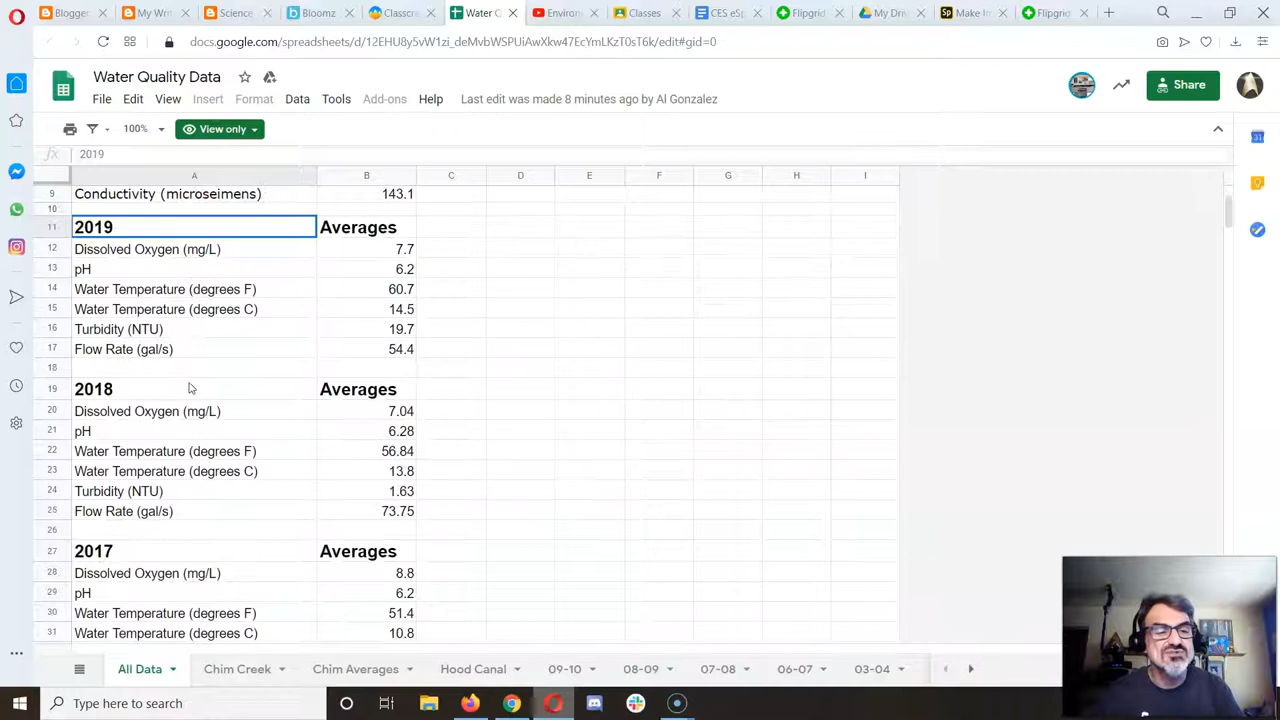 Blogger
My Writ
Science
Bloomz
Classcra
Water Q
Environ
Classes
CES eSp
Flipgrid
My Driv
Make Im
Flipgrid
docs.google.com/spreadsheets/d/12EHU8y5vW1zi_deMvbWSPUiAwXkw47EcYmLKzT0sT6k/edit#gid=0
Water Quality Data
File Edit View Insert Format Data Tools Add-ons Help Last edit was made 8 minutes ago by Al Gonzalez
Share
100% View only
fx 2019
A B C D E F G H I
9 Conductivity (microseimens) 143.1
10
11 2019 Averages
12 Dissolved Oxygen (mg/L) 7.7
13 pH 6.2
14 Water Temperature (degrees F) 60.7
15 Water Temperature (degrees C) 14.5
16 Turbidity (NTU) 19.7
17 Flow Rate (gal/s) 54.4
18
19 2018 Averages
20 Dissolved Oxygen (mg/L) 7.04
21 pH 6.28
22 Water Temperature (degrees F) 56.84
23 Water Temperature (degrees C) 13.8
24 Turbidity (NTU) 1.63
25 Flow Rate (gal/s) 73.75
26
27 2017 Averages
28 Dissolved Oxygen (mg/L) 8.8
29 pH 6.2
30 Water Temperature (degrees F) 51.4
31 Water Temperature (degrees C) 10.8
All Data Chim Creek Chim Averages Hood Canal 09-10 08-09 07-08 06-07 03-04
Type here to search